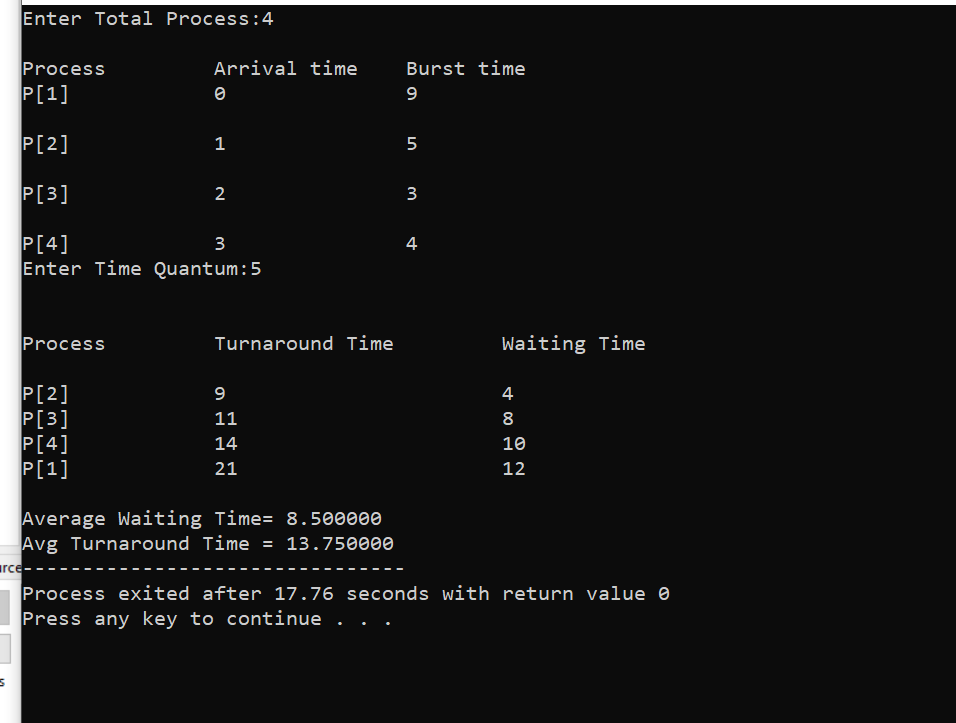 Enter Total Process:4
Process Arrival time Burst time
P[1] 0 9
P[2] 1 5
P[3] 2 3
P[4] 3 4
Enter Time Quantum:5
Process Turnaround Time Waiting Time
P[2] 9 4
P[3] 11 8
P[4] 14 10
P[1] 21 12
Average Waiting Time= 8.500000
Avg Turnaround Time = 13.750000
--------------------------------
Process exited after 17.76 seconds with return value 0
Press any key to continue . . .